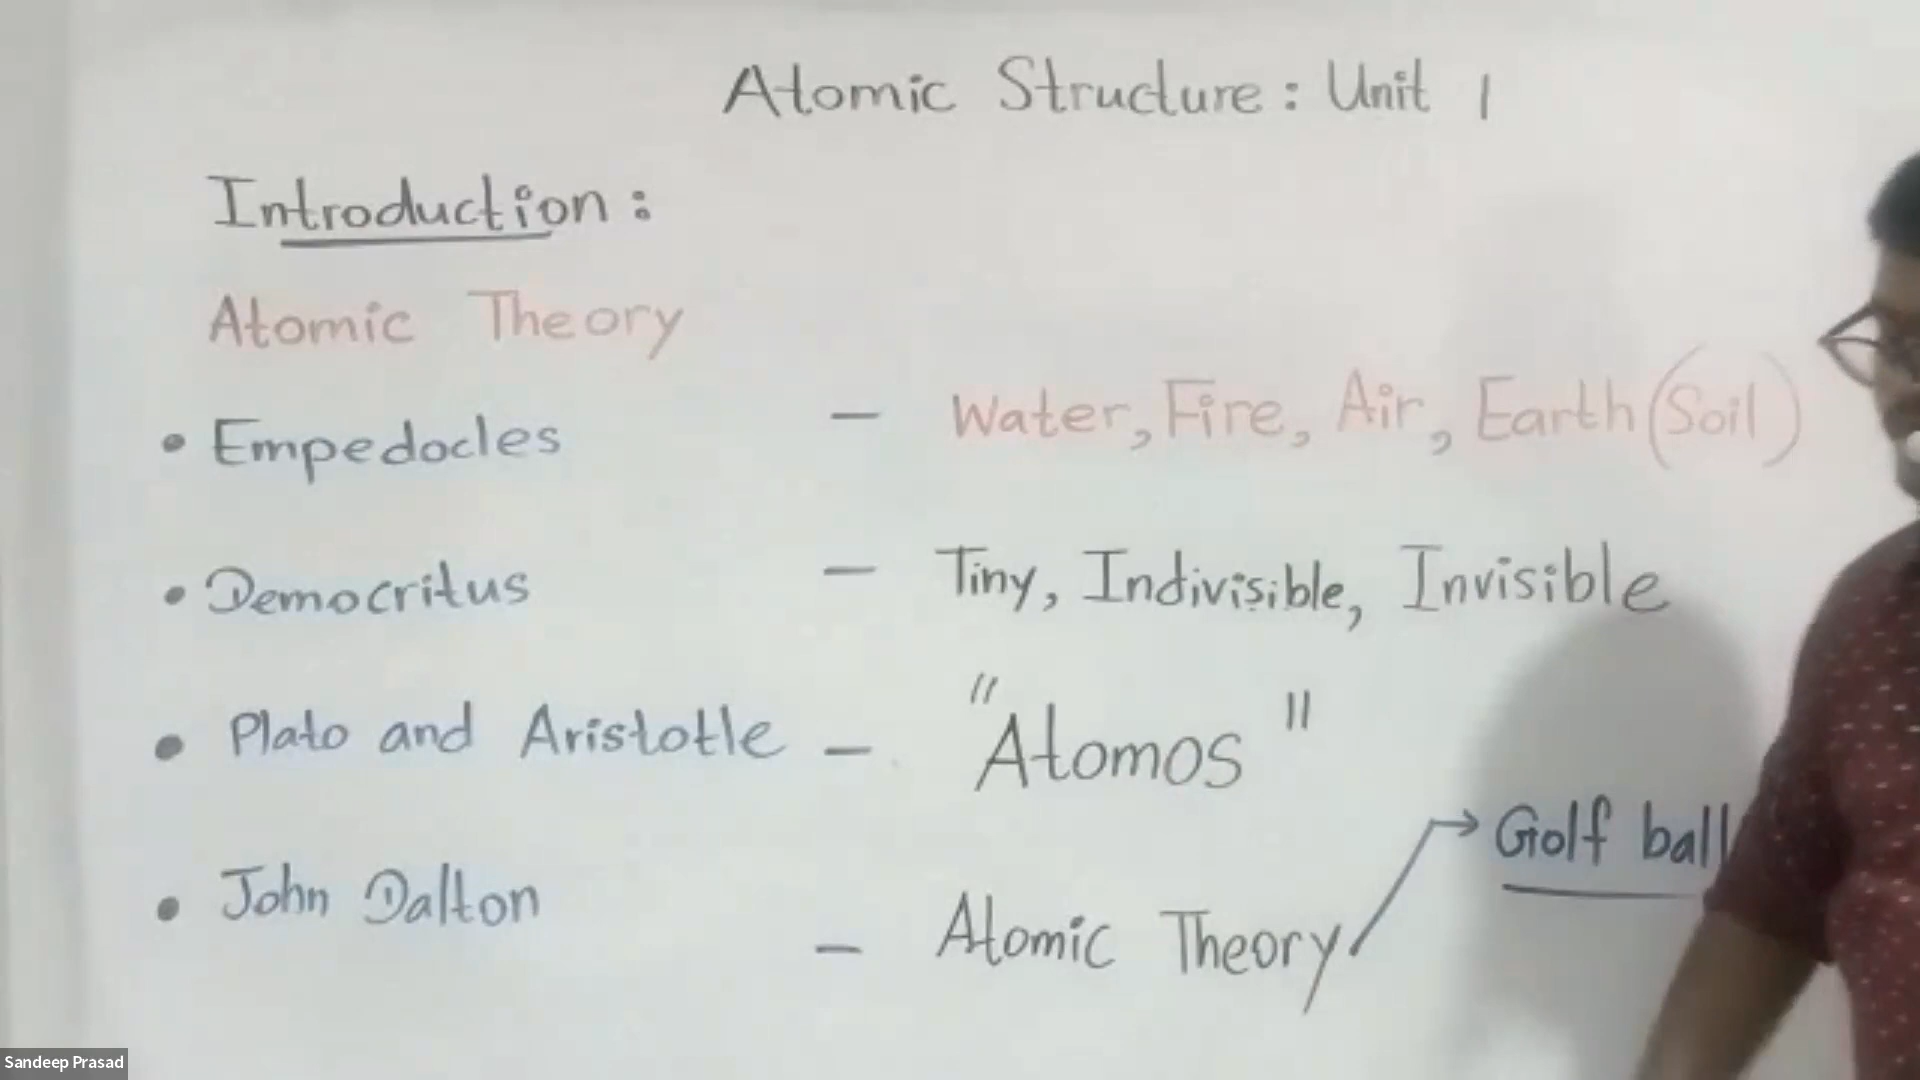 Atomic Structure: Unit 1
Introduction:
Atomic Theory
• Empedocles - Water, Fire, Air, Earth (Soil)
• Democritus - Tiny, Indivisible, Invisible
• Plato and Aristotle - "Atomos"
• John Dalton - Atomic Theory → Golf ball
Sandeep Prasad